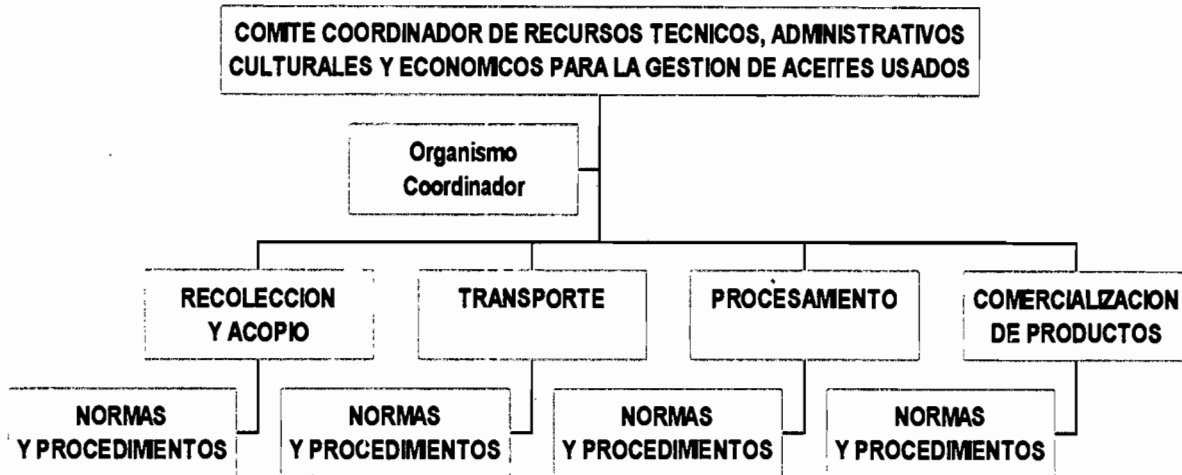 COMITE COORDINADOR DE RECURSOS TECNICOS, ADMINISTRATIVOS
CULTURALES Y ECONOMICOS PARA LA GESTION DE ACEITES USADOS
Organismo
Coordinador
RECOLECCION
Y ACOPIO
TRANSPORTE
PROCESAMIENTO
COMERCIALIZACION
DE PRODUCTOS
NORMAS
Y PROCEDIMIENTOS
NORMAS
Y PROCEDIMIENTOS
NORMAS
Y PROCEDIMIENTOS
NORMAS
Y PROCEDIMIENTOS